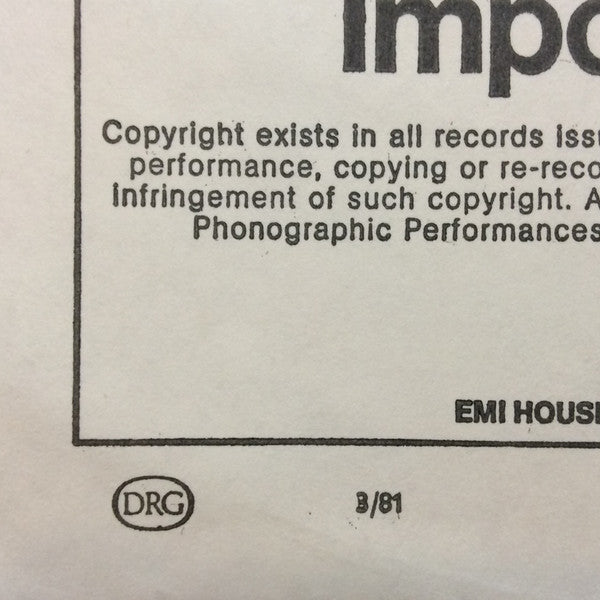 Impo
Copyright exists in all records issu
performance, copying or re-reco
infringement of such copyright. A
Phonographic Performances
EMI HOUSE
DRG 3/81